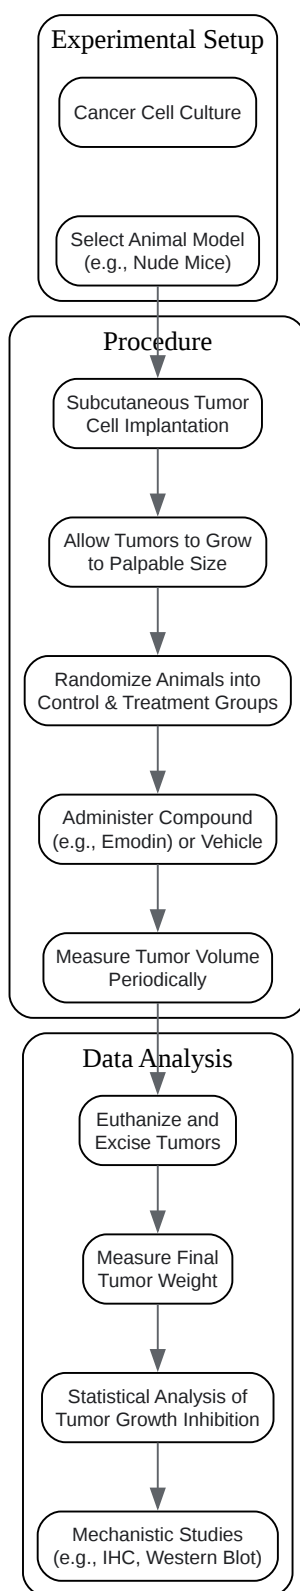 Experimental Setup
Cancer Cell Culture
Select Animal Model
(e.g., Nude Mice)
Procedure
Subcutaneous Tumor
Cell Implantation
Allow Tumors to Grow
to Palpable Size
Randomize Animals into
Control & Treatment Groups
Administer Compound
(e.g., Emodin) or Vehicle
Measure Tumor Volume
Periodically
Data Analysis
Euthanize and
Excise Tumors
Measure Final
Tumor Weight
Statistical Analysis of
Tumor Growth Inhibition
Mechanistic Studies
(e.g., IHC, Western Blot)